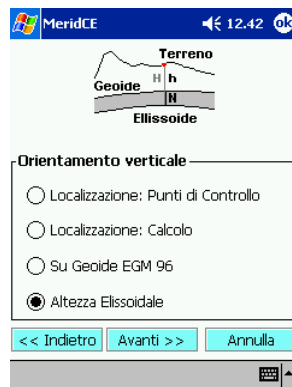 MeridCE 12.42 ok
Terreno
Geoide H h
N
Ellissoide
Orientamento verticale
Localizzazione: Punti di Controllo
Localizzazione: Calcolo
Su Geoide EGM 96
Altezza Elissoidale
<< Indietro Avanti >> Annulla